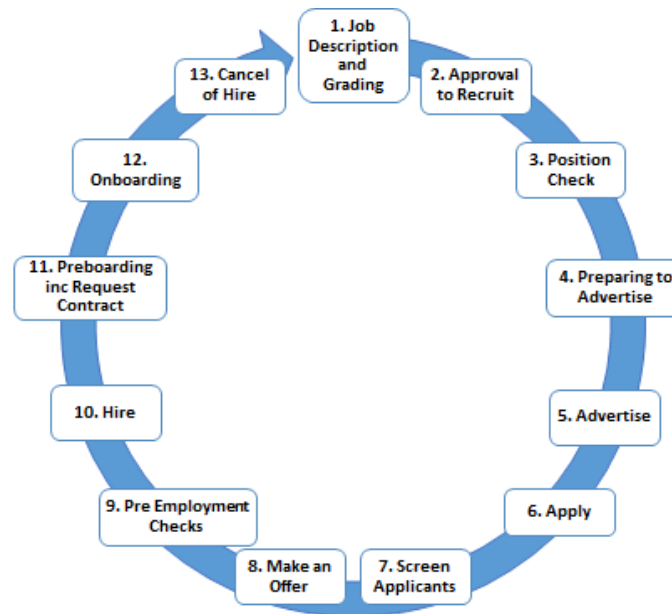 1. Job
Description
and
Grading
2. Approval
to Recruit
3. Position
Check
4. Preparing to
Advertise
5. Advertise
6. Apply
7. Screen
Applicants
8. Make an
Offer
9. Pre Employment
Checks
10. Hire
11. Preboarding
inc Request
Contract
12.
Onboarding
13. Cancel
of Hire